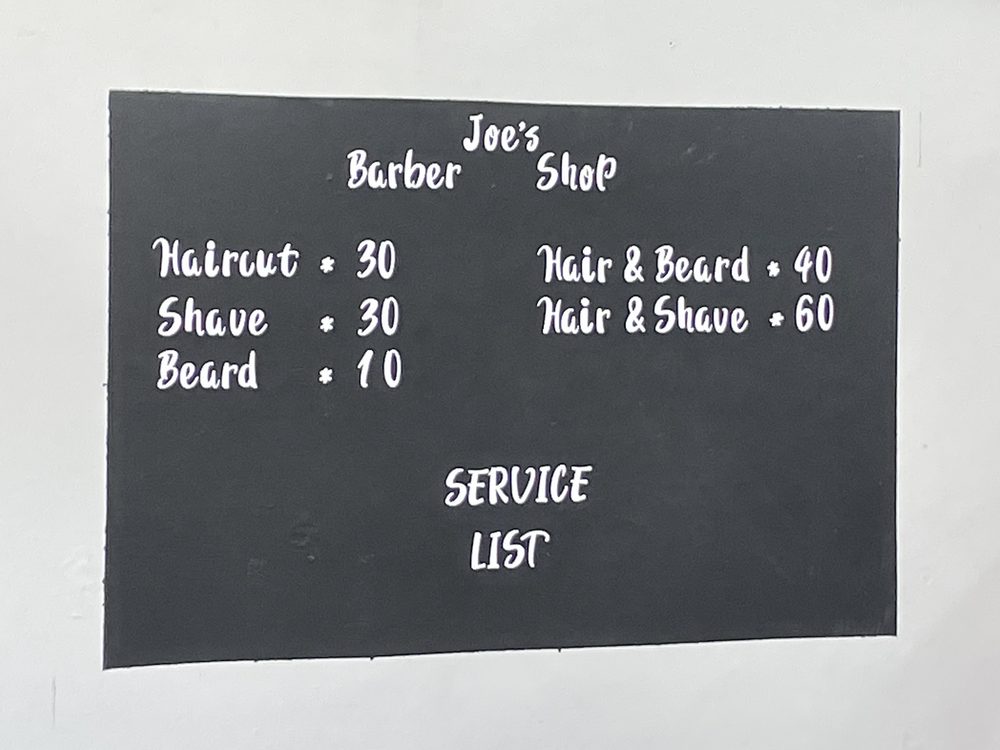 Joe's
Barber Shop
Haircut * 30
Shave * 30
Beard * 10
Hair & Beard * 40
Hair & Shave * 60
SERVICE
LIST